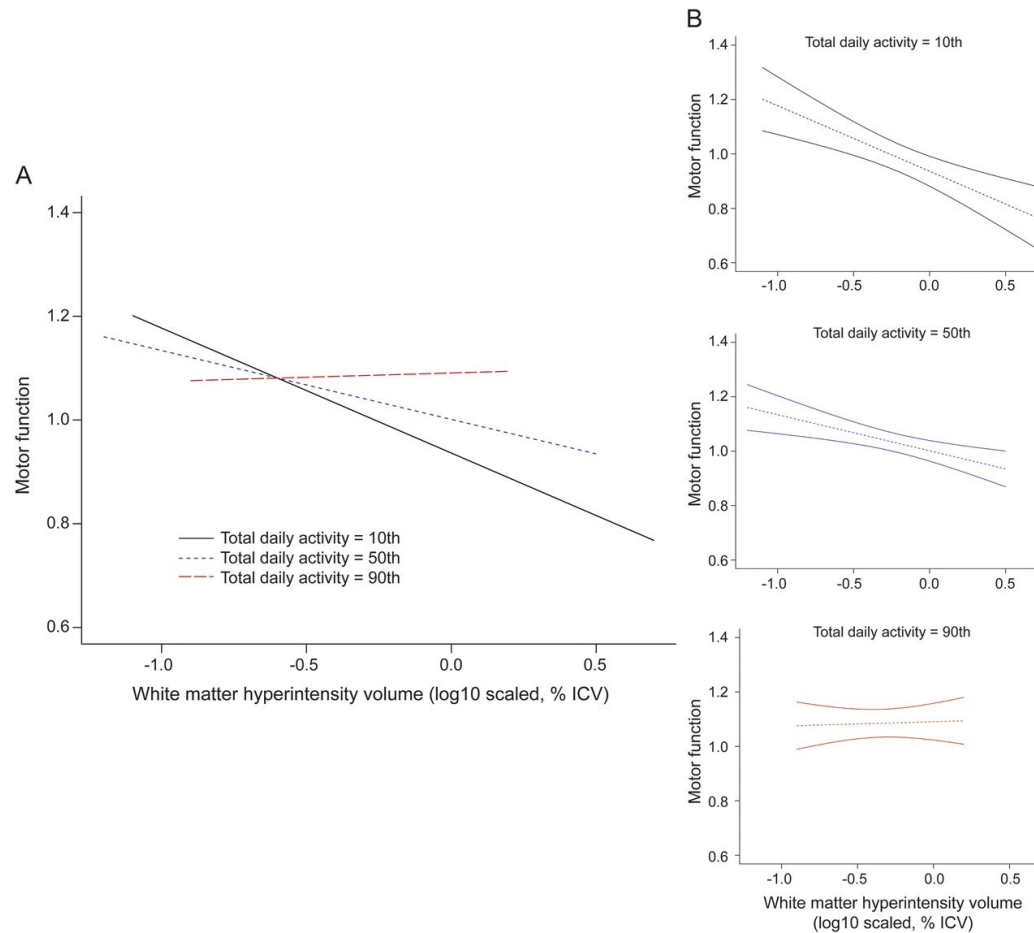 A
Motor function
1.4
1.2
1.0
0.8
0.6
Total daily activity = 10th
Total daily activity = 50th
Total daily activity = 90th
-1.0
-0.5
0.0
0.5
White matter hyperintensity volume (log10 scaled, % ICV)
B
Total daily activity = 10th
Motor function
1.4
1.2
1.0
0.8
0.6
-1.0
-0.5
0.0
0.5
Total daily activity = 50th
Motor function
1.4
1.2
1.0
0.8
0.6
-1.0
-0.5
0.0
0.5
Total daily activity = 90th
Motor function
1.4
1.2
1.0
0.8
0.6
-1.0
-0.5
0.0
0.5
White matter hyperintensity volume
(log10 scaled, % ICV)